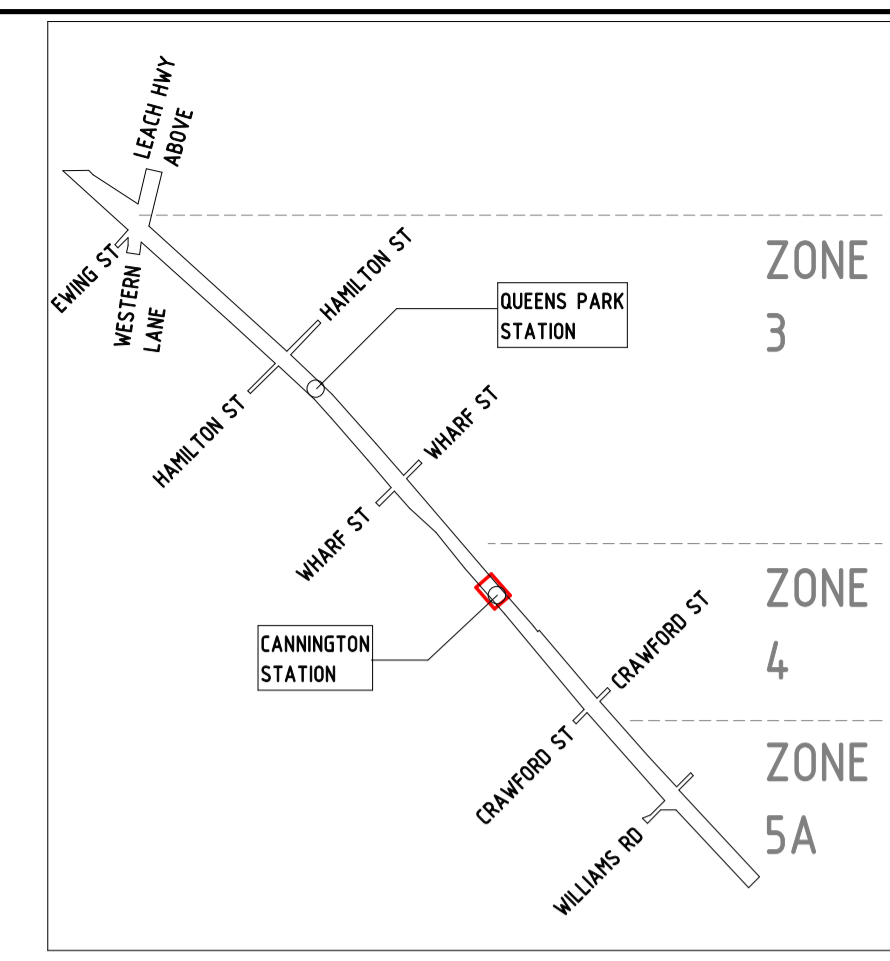 LEACH HWY
ABOVE
EWING ST
WESTERN
LANE
HAMILTON ST
ZONE
3
QUEENS PARK
STATION
HAMILTON ST
WHARF ST
WHARF ST
ZONE
4
CRAWFORD ST
CANNINGTON
STATION
CRAWFORD ST
ZONE
5A
WILLIAMS RD